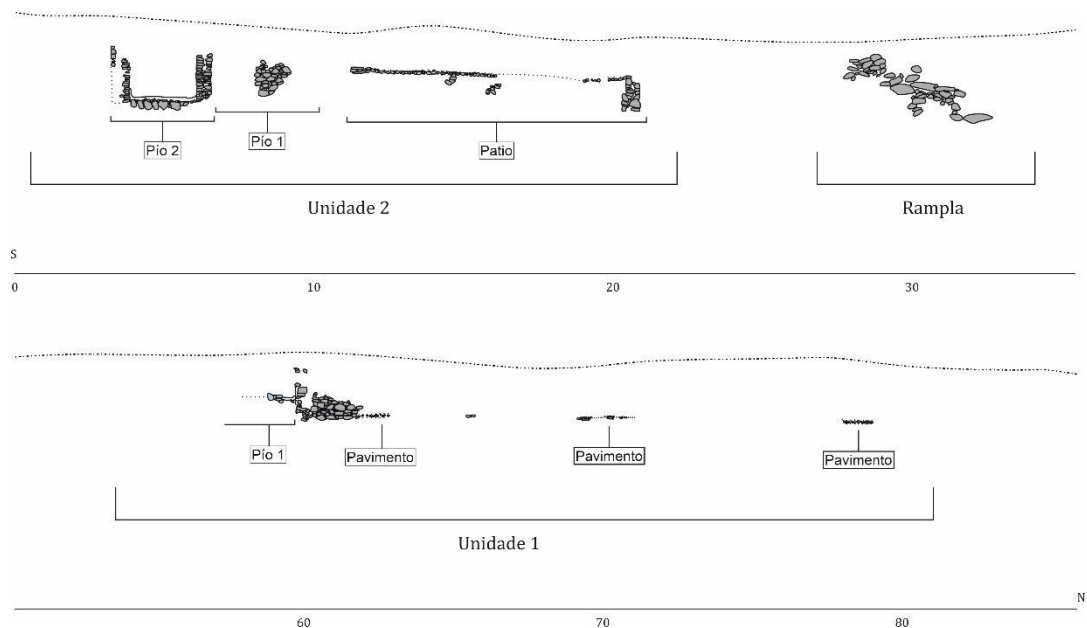 Pío 2
Pío 1
Patio
Unidade 2
Rampla
S
0 10 20 30
Pío 1
Pavimento
Pavimento
Pavimento
Unidade 1
N
60 70 80